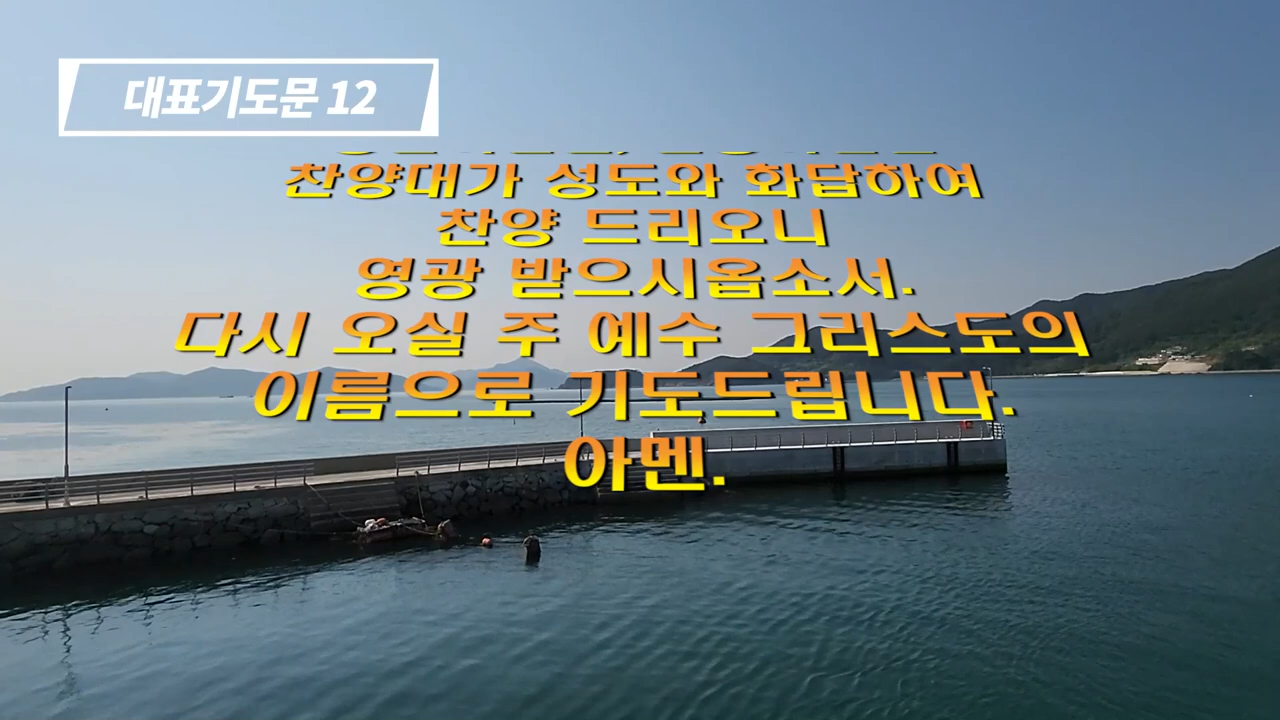 대표기도문 12
찬양대가 성도와 화답하여
찬양 드리오니
영광 받으시옵소서.
다시 오실 주 예수 그리스도의
이름으로 기도드립니다.
아멘.